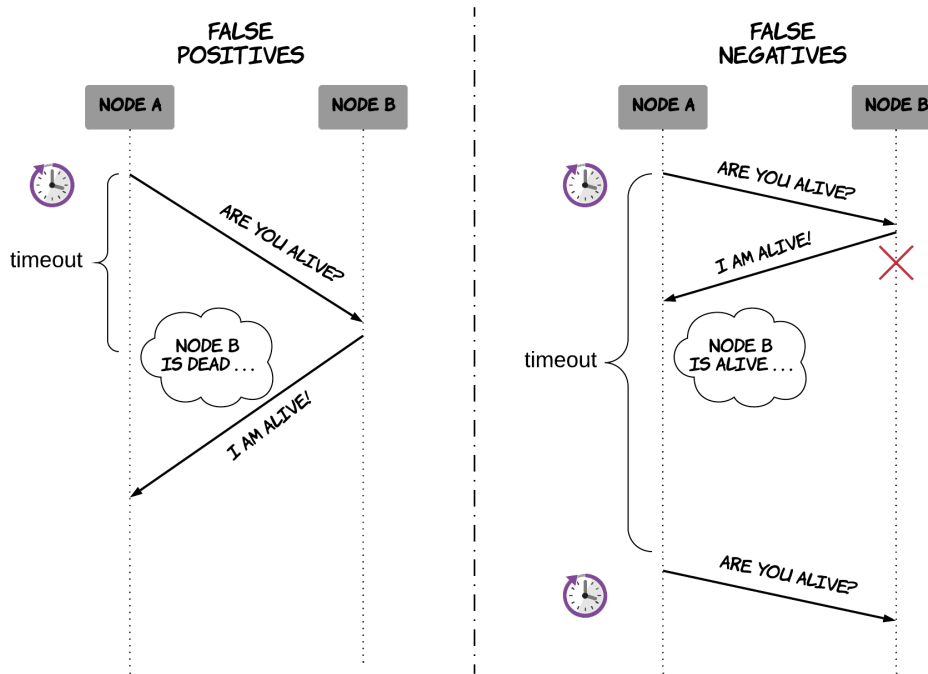 FALSE
POSITIVES
NODE A
NODE B
ARE YOU ALIVE?
timeout
NODE B
IS DEAD . . .
I AM ALIVE!
FALSE
NEGATIVES
NODE A
NODE B
ARE YOU ALIVE?
I AM ALIVE!
NODE B
IS ALIVE . . .
timeout
ARE YOU ALIVE?